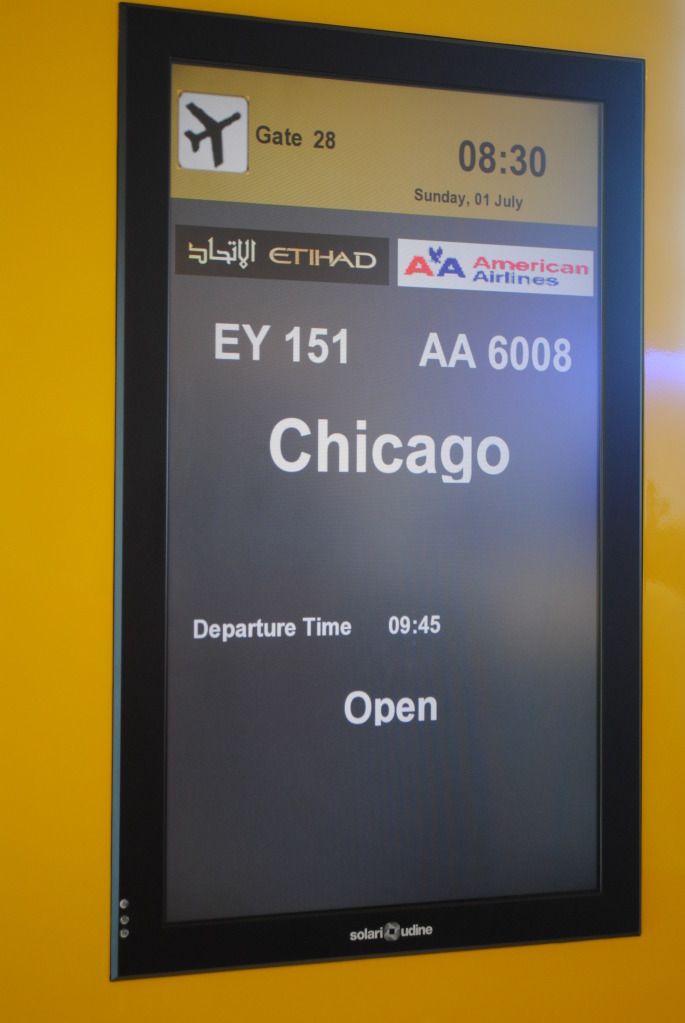 Gate 28
08:30
Sunday, 01 July
الإتحاد ETIHAD
American
Airlines
EY 151
AA 6008
Chicago
Departure Time 09:45
Open
solari udine